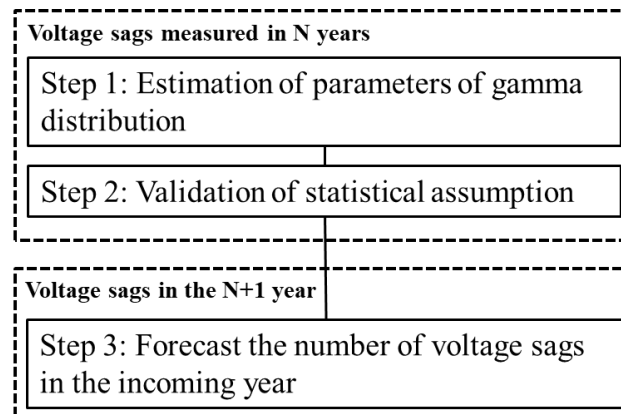 Voltage sags measured in N years
Step 1: Estimation of parameters of gamma
distribution
Step 2: Validation of statistical assumption
Voltage sags in the N+1 year
Step 3: Forecast the number of voltage sags
in the incoming year